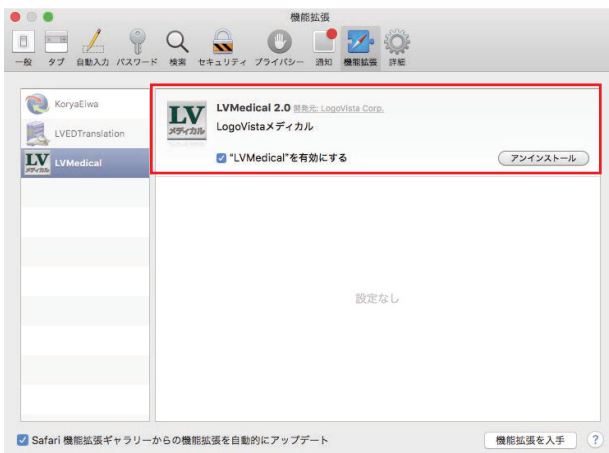 機能拡張
一般 タブ 自動入力 パスワード 検索 セキュリティ プライバシー 通知 機能拡張 詳細
KoryaEiwa
LVEDTranslation
LV メディカル LVMedical
LV メディカル
LVMedical 2.0 開発元: LogoVista Corp.
LogoVistaメディカル
"LVMedical"を有効にする
アンインストール
設定なし
Safari 機能拡張ギャラリーからの機能拡張を自動的にアップデート
機能拡張を入手 ?